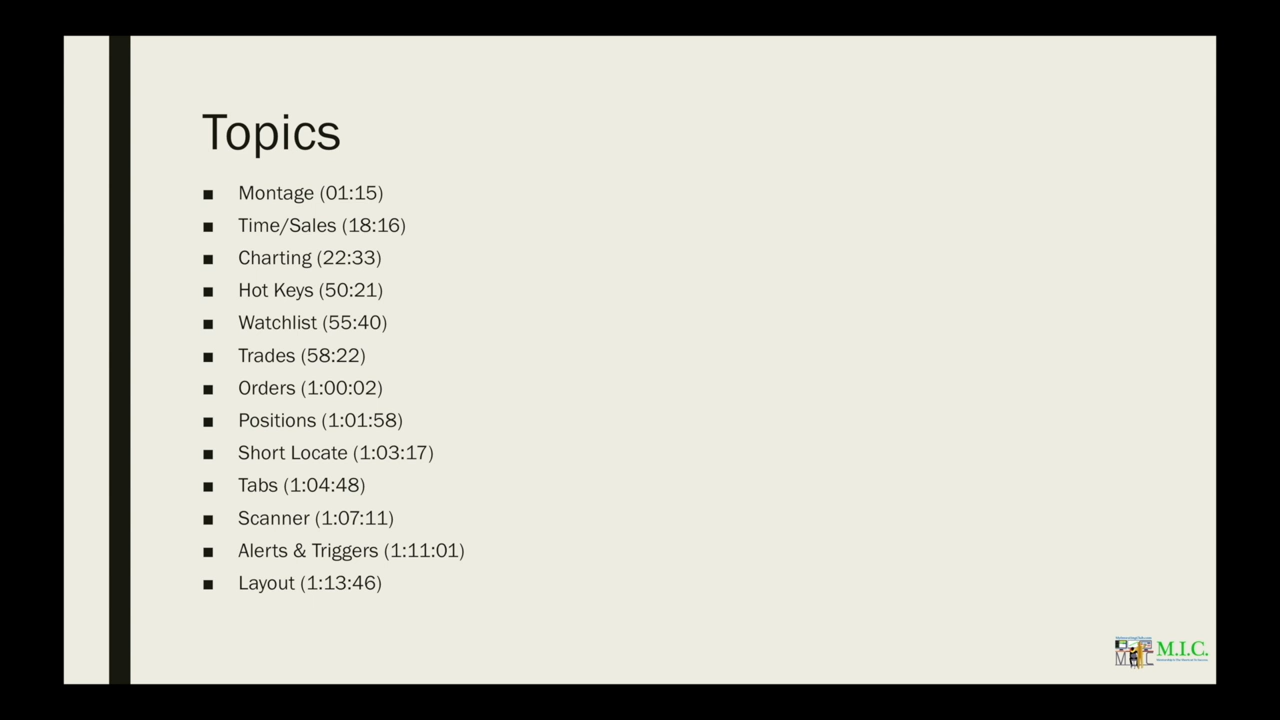 Topics
■ Montage (01:15)
■ Time/Sales (18:16)
■ Charting (22:33)
■ Hot Keys (50:21)
■ Watchlist (55:40)
■ Trades (58:22)
■ Orders (1:00:02)
■ Positions (1:01:58)
■ Short Locate (1:03:17)
■ Tabs (1:04:48)
■ Scanner (1:07:11)
■ Alerts & Triggers (1:11:01)
■ Layout (1:13:46)
M.I.C.